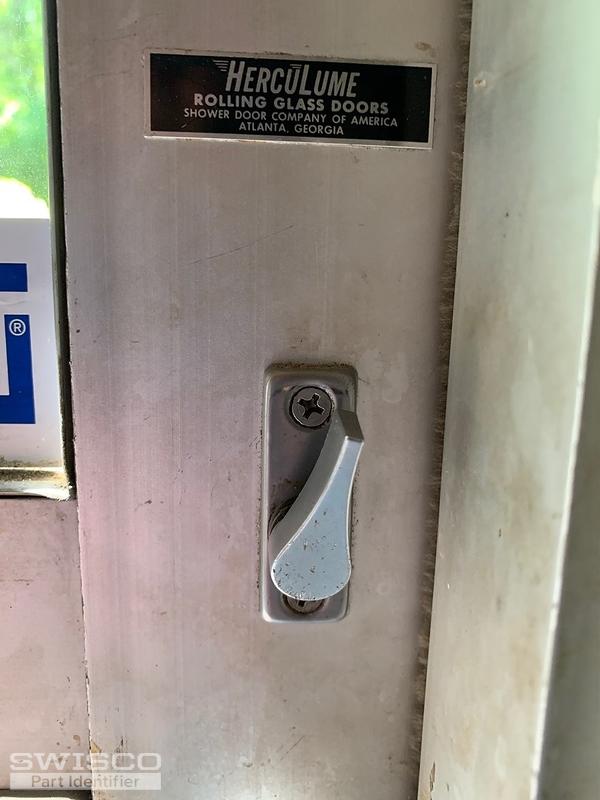 HERCULUME
ROLLING GLASS DOORS
SHOWER DOOR COMPANY OF AMERICA
ATLANTA, GEORGIA
®
SWISCO
Part Identifier